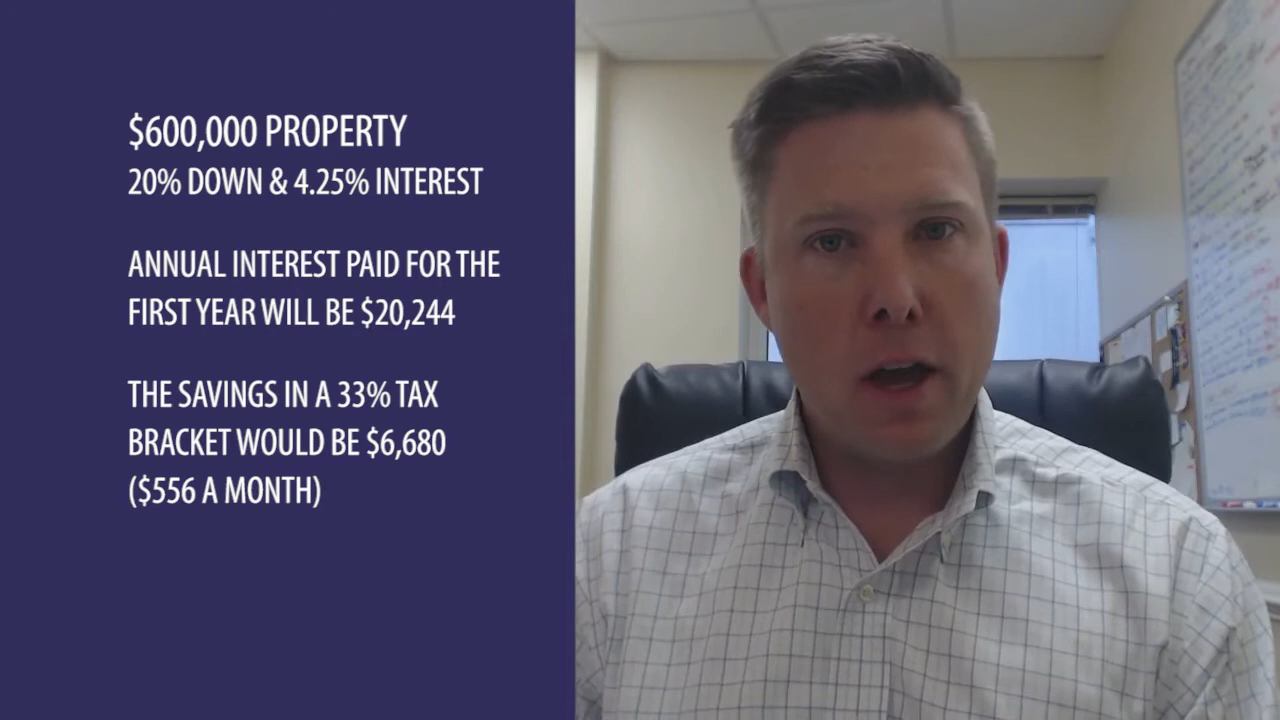 $600,000 PROPERTY
20% DOWN & 4.25% INTEREST
ANNUAL INTEREST PAID FOR THE
FIRST YEAR WILL BE $20,244
THE SAVINGS IN A 33% TAX
BRACKET WOULD BE $6,680
($556 A MONTH)